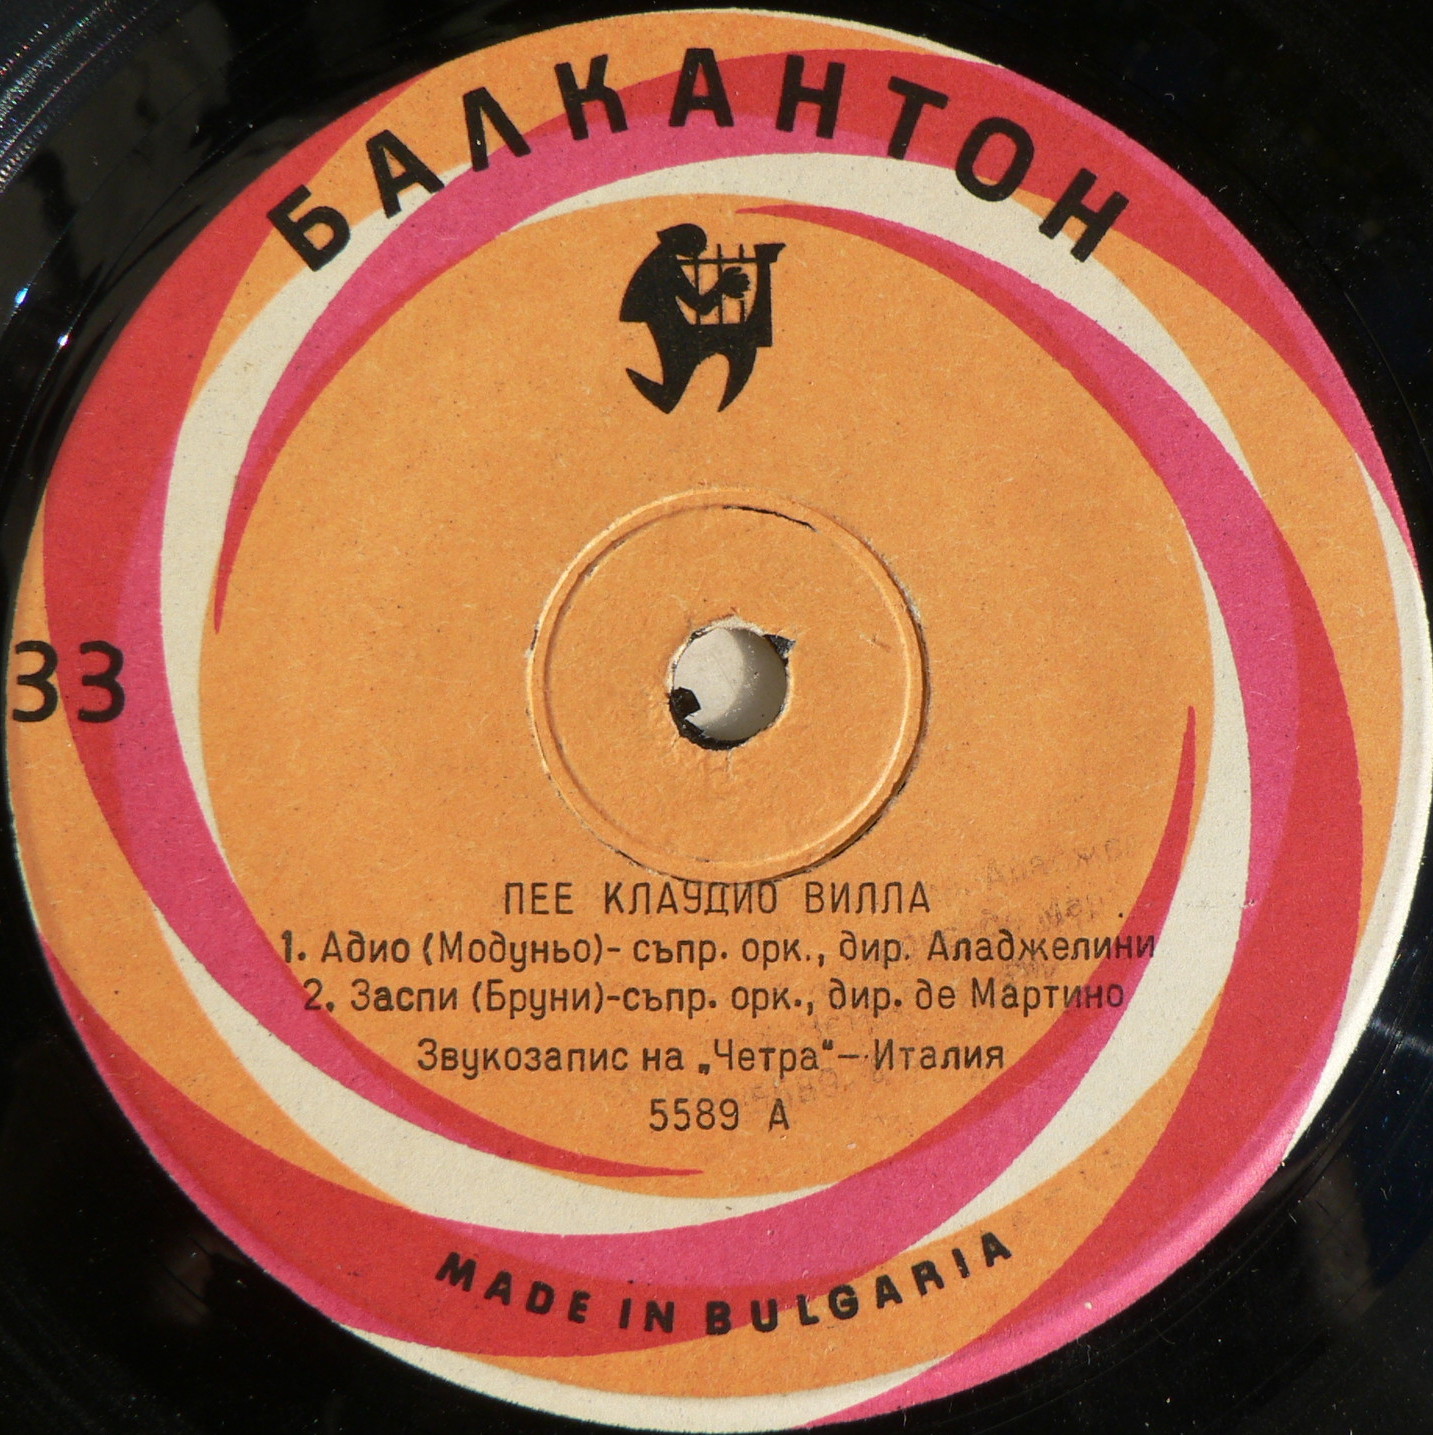 БАЛКАНТОН
33
ПЕЕ КЛАУДИО ВИЛЛА
1. Адио (Модуньо)- съпр. орк., дир. Аладжелини
2. Заспи (Бруни)-съпр. орк., дир. де Мартино
Звукозапис на „Четра“– Италия
5589 А
MADE IN BULGARIA